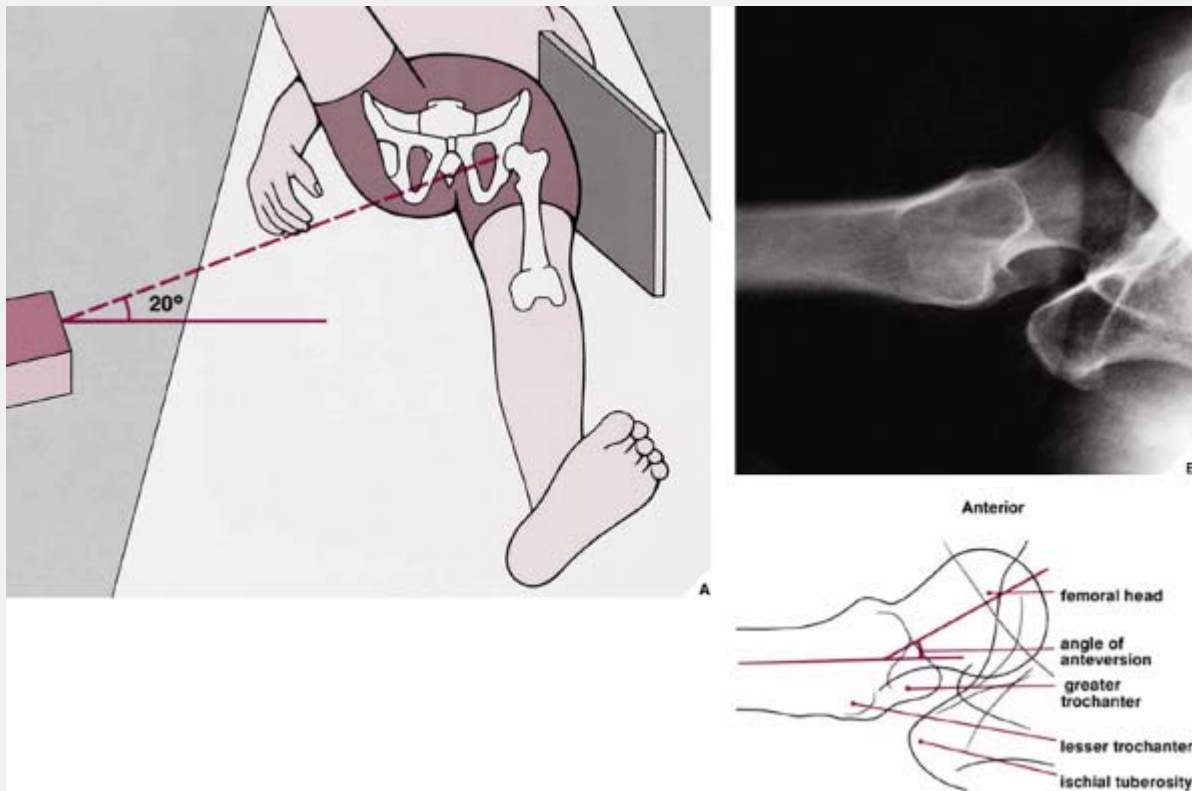 20°
A
B
Anterior
femoral head
angle of
anteversion
greater
trochanter
lesser trochanter
ischial tuberosity